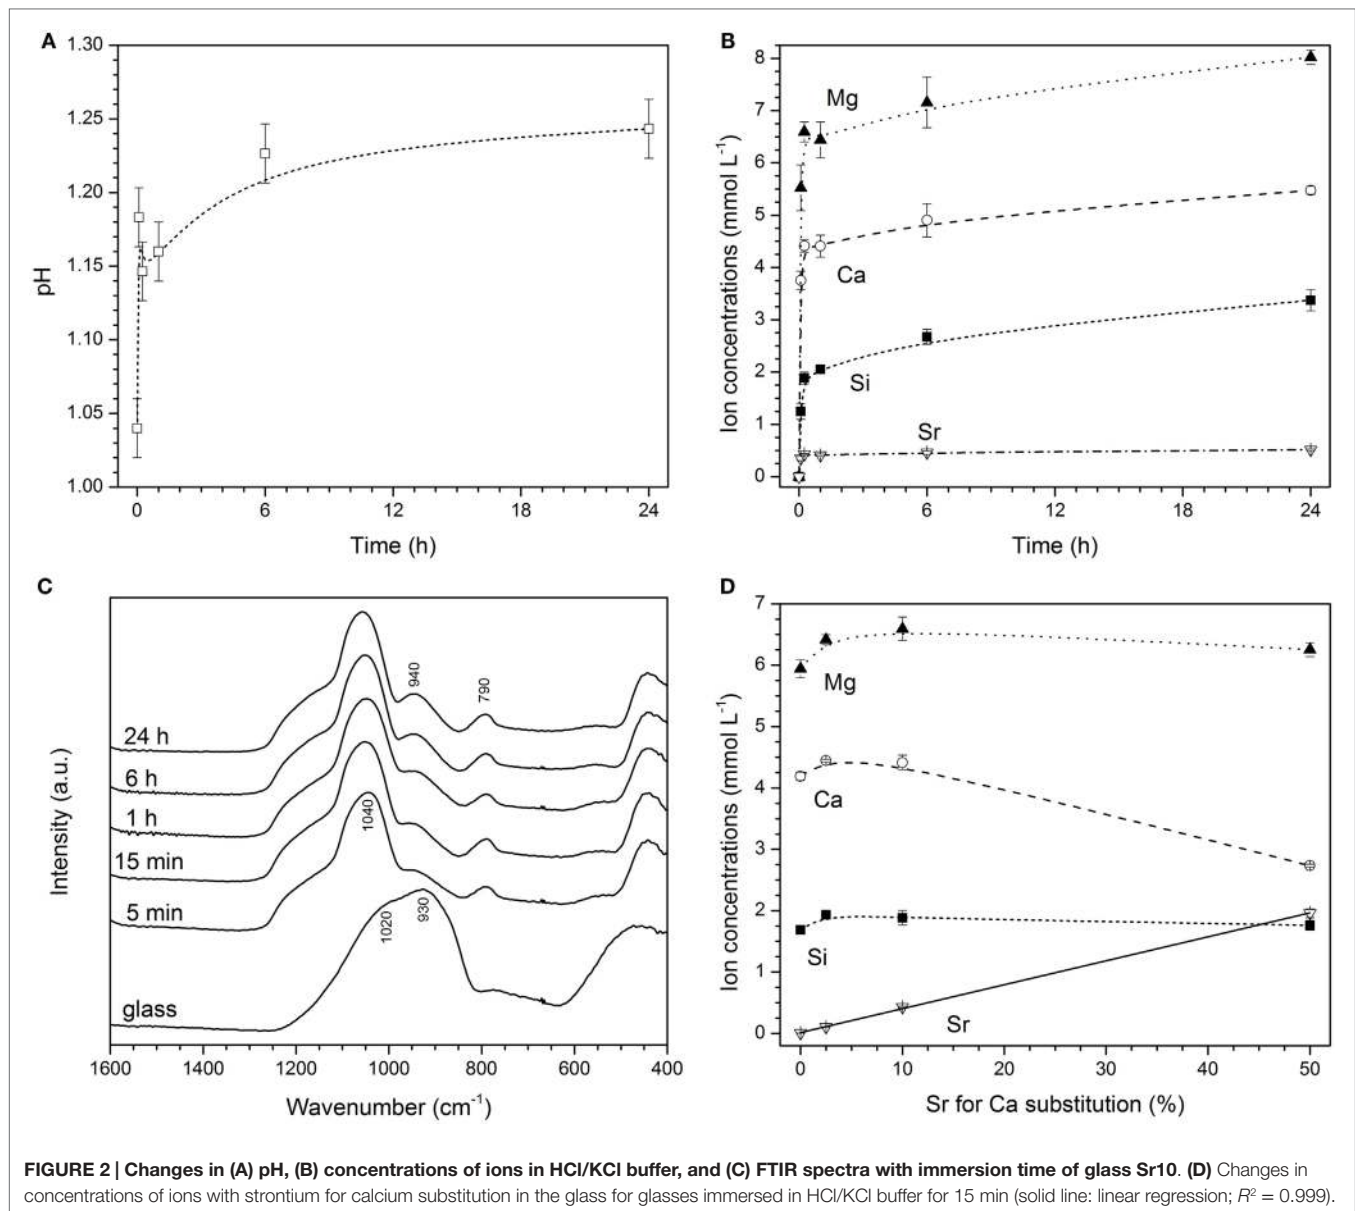 A
1.30
1.25
1.20
1.15
1.10
1.05
1.00
pH
0
6
12
18
24
Time (h)
B
8
7
6
5
4
3
2
1
0
Ion concentrations (mmol L-1)
Mg
Ca
Si
Sr
0
6
12
18
24
Time (h)
C
Intensity (a.u.)
940
790
24 h
6 h
1 h
1040
15 min
5 min
1020
930
glass
1600
1200
1000
800
600
400
Wavenumber (cm-1)
D
7
6
5
4
3
2
1
0
Ion concentrations (mmol L-1)
Mg
Ca
Si
Sr
0
10
20
30
40
50
Sr for Ca substitution (%)
FIGURE 2 | Changes in (A) pH, (B) concentrations of ions in HCl/KCl buffer, and (C) FTIR spectra with immersion time of glass Sr10. (D) Changes in
concentrations of ions with strontium for calcium substitution in the glass for glasses immersed in HCl/KCl buffer for 15 min (solid line: linear regression; R² = 0.999).